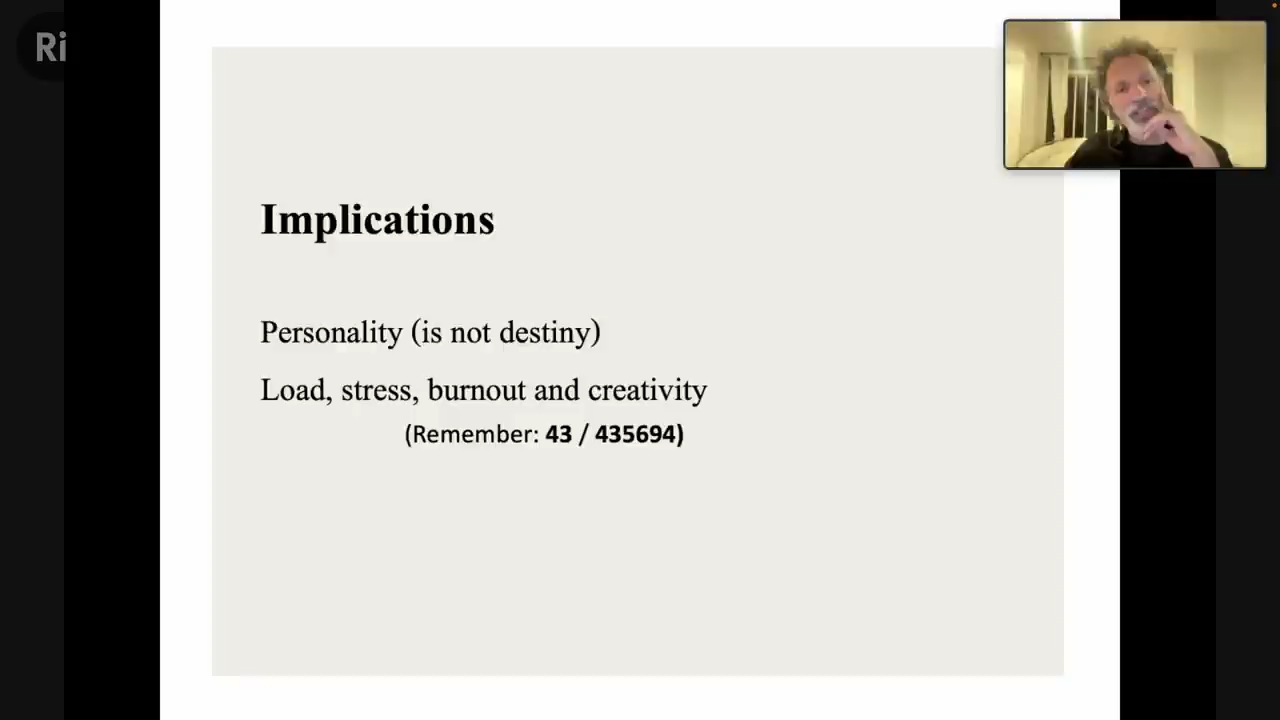 Ri
Implications
Personality (is not destiny)
Load, stress, burnout and creativity
(Remember: 43 / 435694)